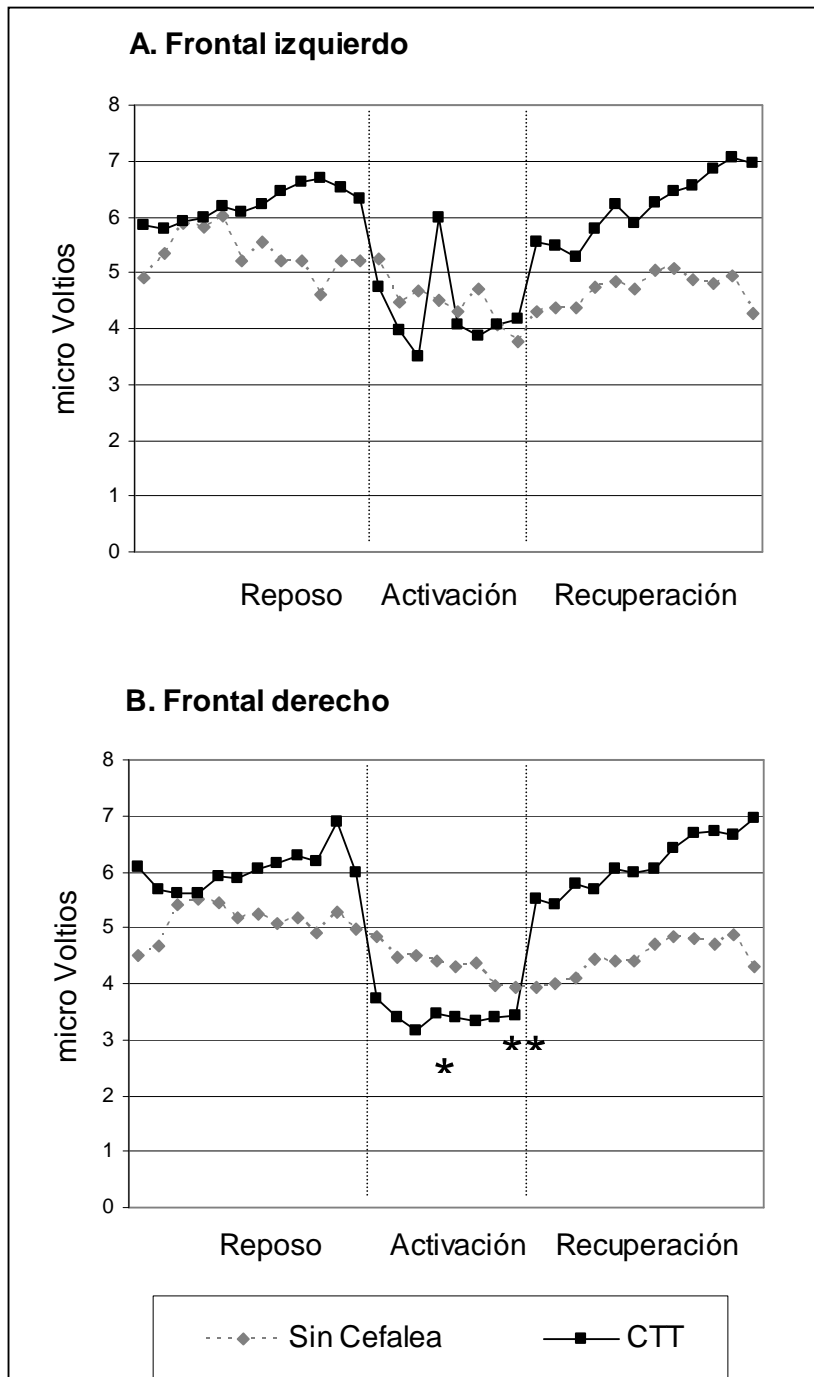 A. Frontal izquierdo
8
7
6
5
4
3
2
1
0
micro Voltios
Reposo Activación Recuperación
B. Frontal derecho
8
7
6
5
4
3
2
1
0
micro Voltios
* **
Reposo Activación Recuperación
Sin Cefalea CTT